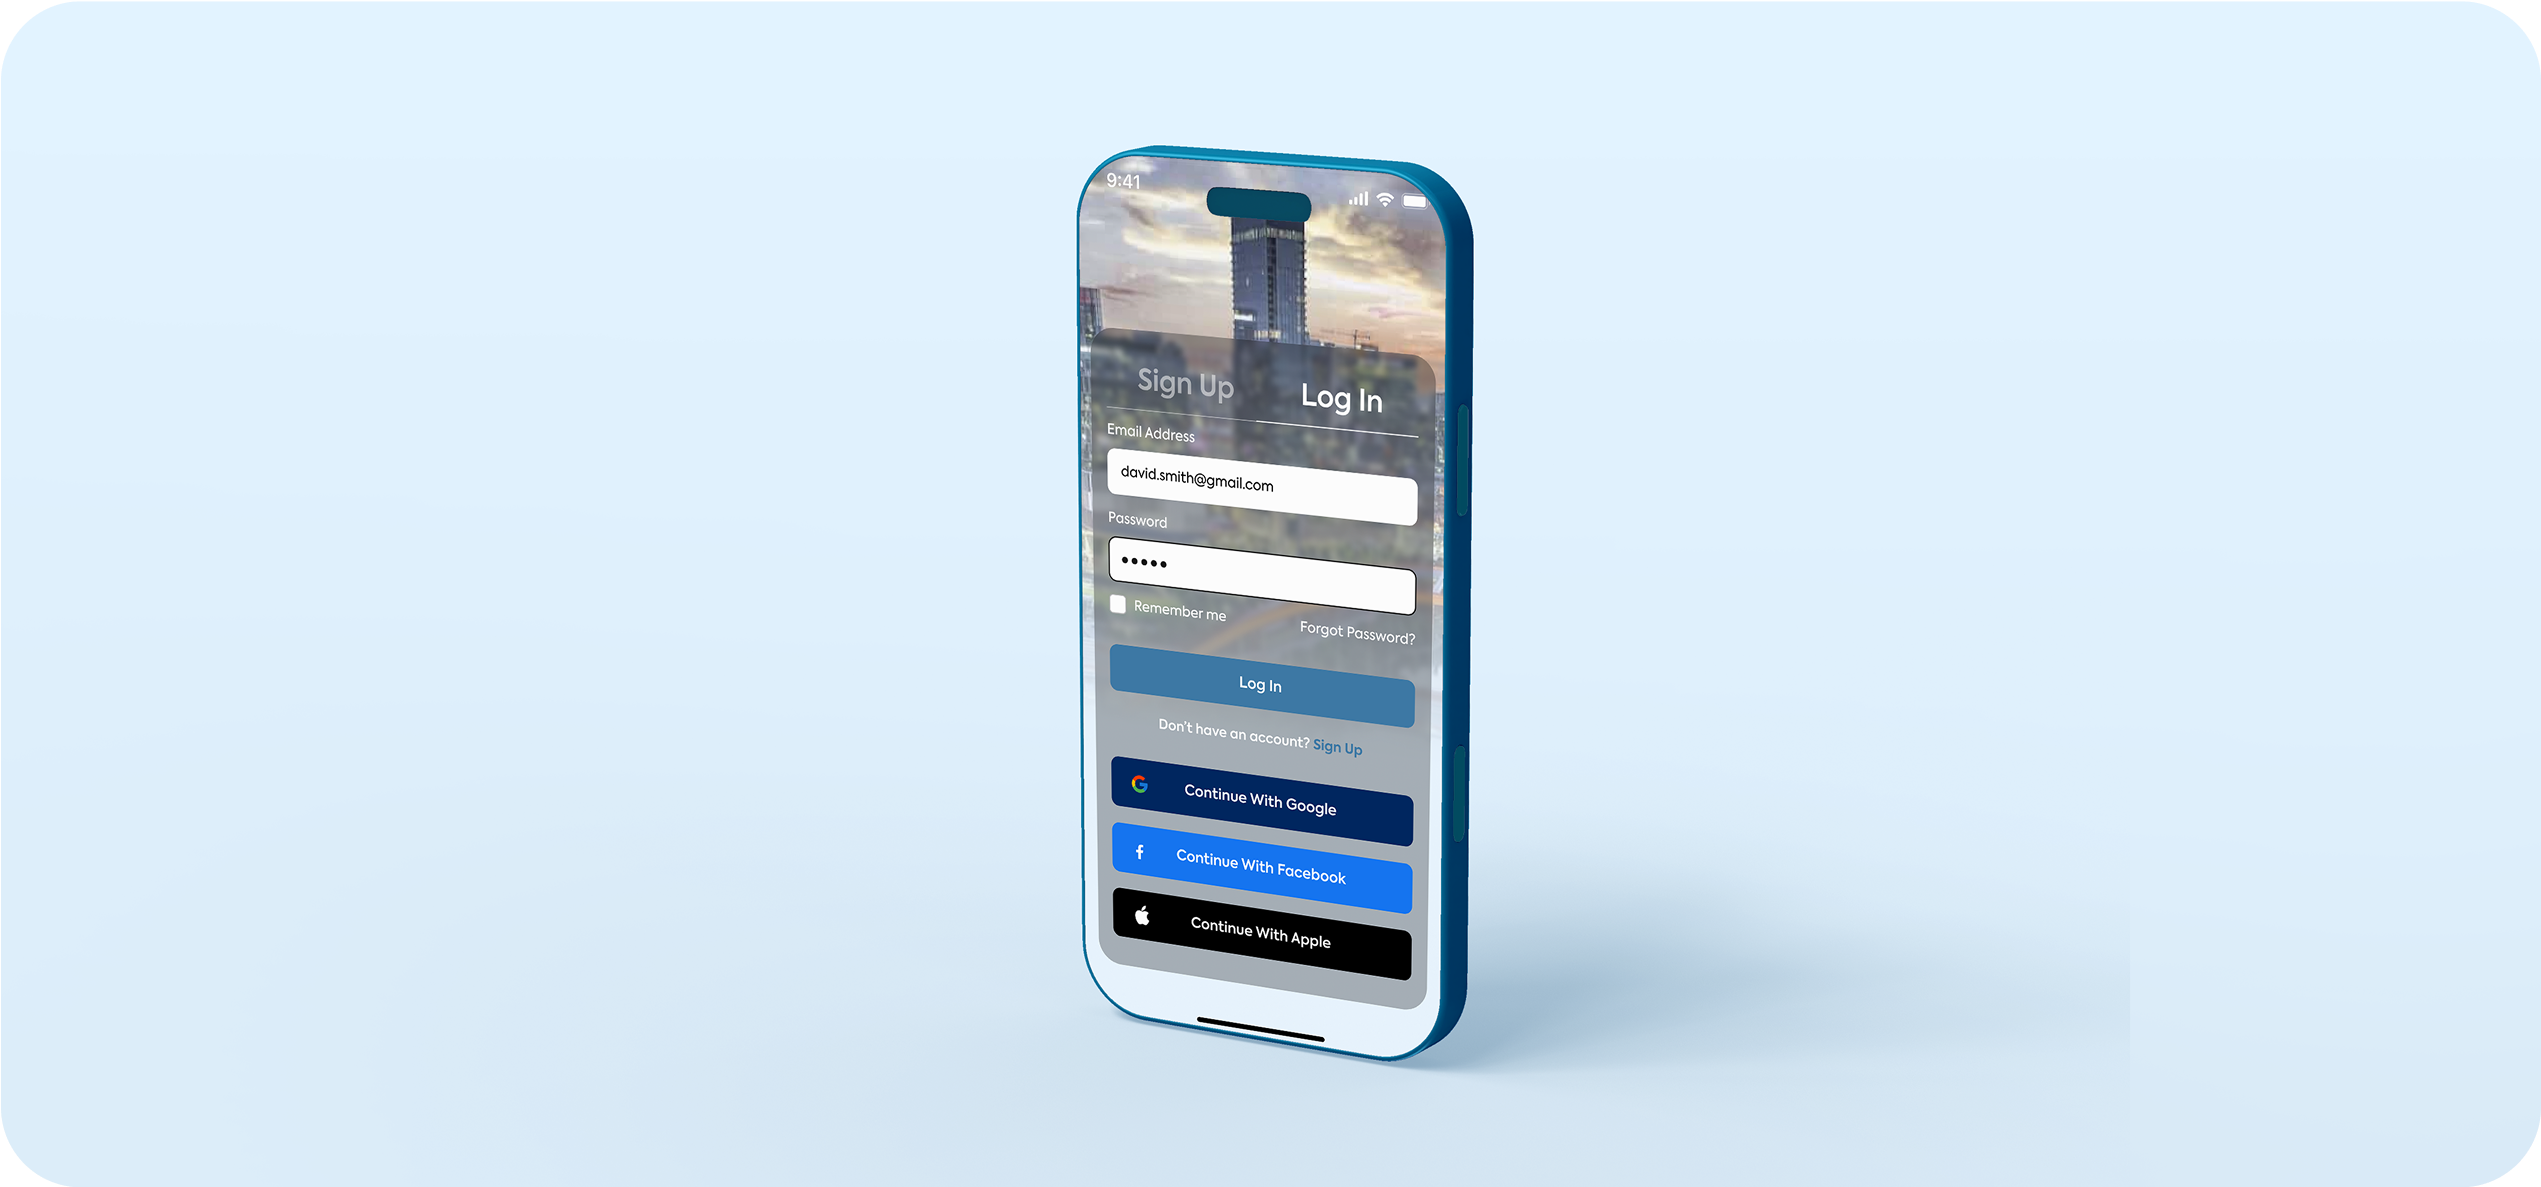 9:41
Sign Up
Log In
Email Address
david.smith@gmail.com
Password
Remember me
Forgot Password?
Log In
Don't have an account? Sign Up
Continue With Google
Continue With Facebook
Continue With Apple